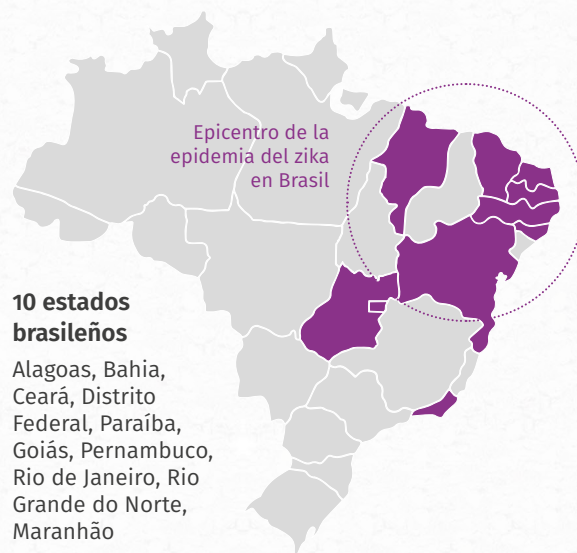 Epicentro de la
epidemia del zika
en Brasil
10 estados
brasileños
Alagoas, Bahia,
Ceará, Distrito
Federal, Paraíba,
Goiás, Pernambuco,
Rio de Janeiro, Rio
Grande do Norte,
Maranhão